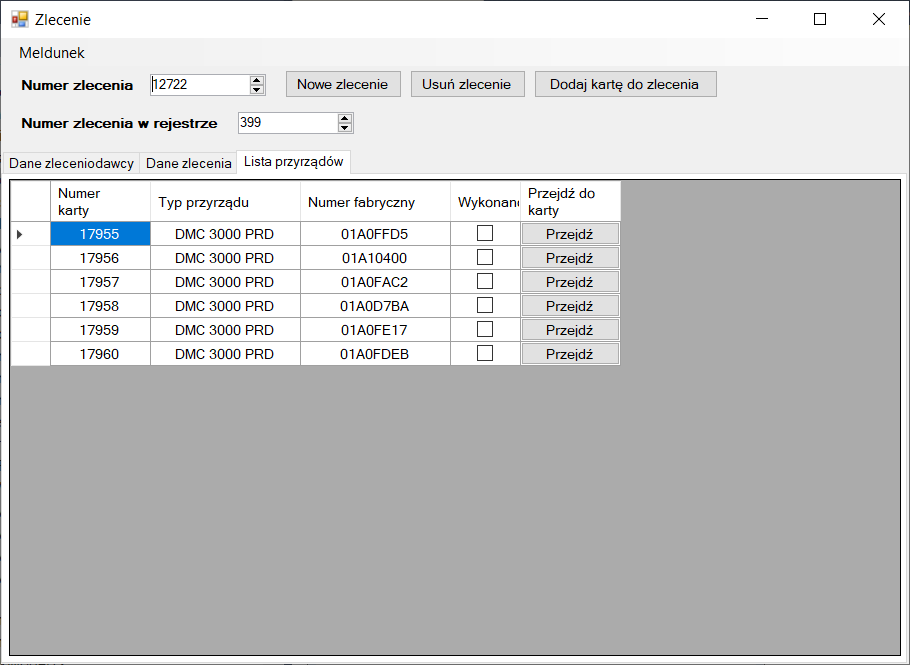 Zlecenie
Meldunek
Numer zlecenia 12722 Nowe zlecenie Usuń zlecenie Dodaj kartę do zlecenia
Numer zlecenia w rejestrze 399
Dane zleceniodawcy Dane zlecenia Lista przyrządów
Numer karty Typ przyrządu Numer fabryczny Wykonano Przejdź do karty
17955 DMC 3000 PRD 01A0FFD5 Przejdź
17956 DMC 3000 PRD 01A10400 Przejdź
17957 DMC 3000 PRD 01A0FAC2 Przejdź
17958 DMC 3000 PRD 01A0D7BA Przejdź
17959 DMC 3000 PRD 01A0FE17 Przejdź
17960 DMC 3000 PRD 01A0FDEB Przejdź